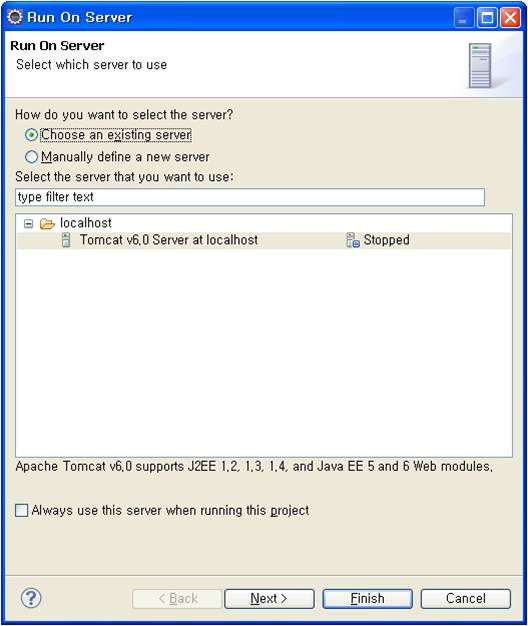 Run On Server
Run On Server
Select which server to use
How do you want to select the server?
Choose an existing server
Manually define a new server
Select the server that you want to use:
type filter text
localhost
Tomcat v6.0 Server at localhost Stopped
Apache Tomcat v6.0 supports J2EE 1.2, 1.3, 1.4, and Java EE 5 and 6 Web modules.
Always use this server when running this project
? < Back Next > Finish Cancel